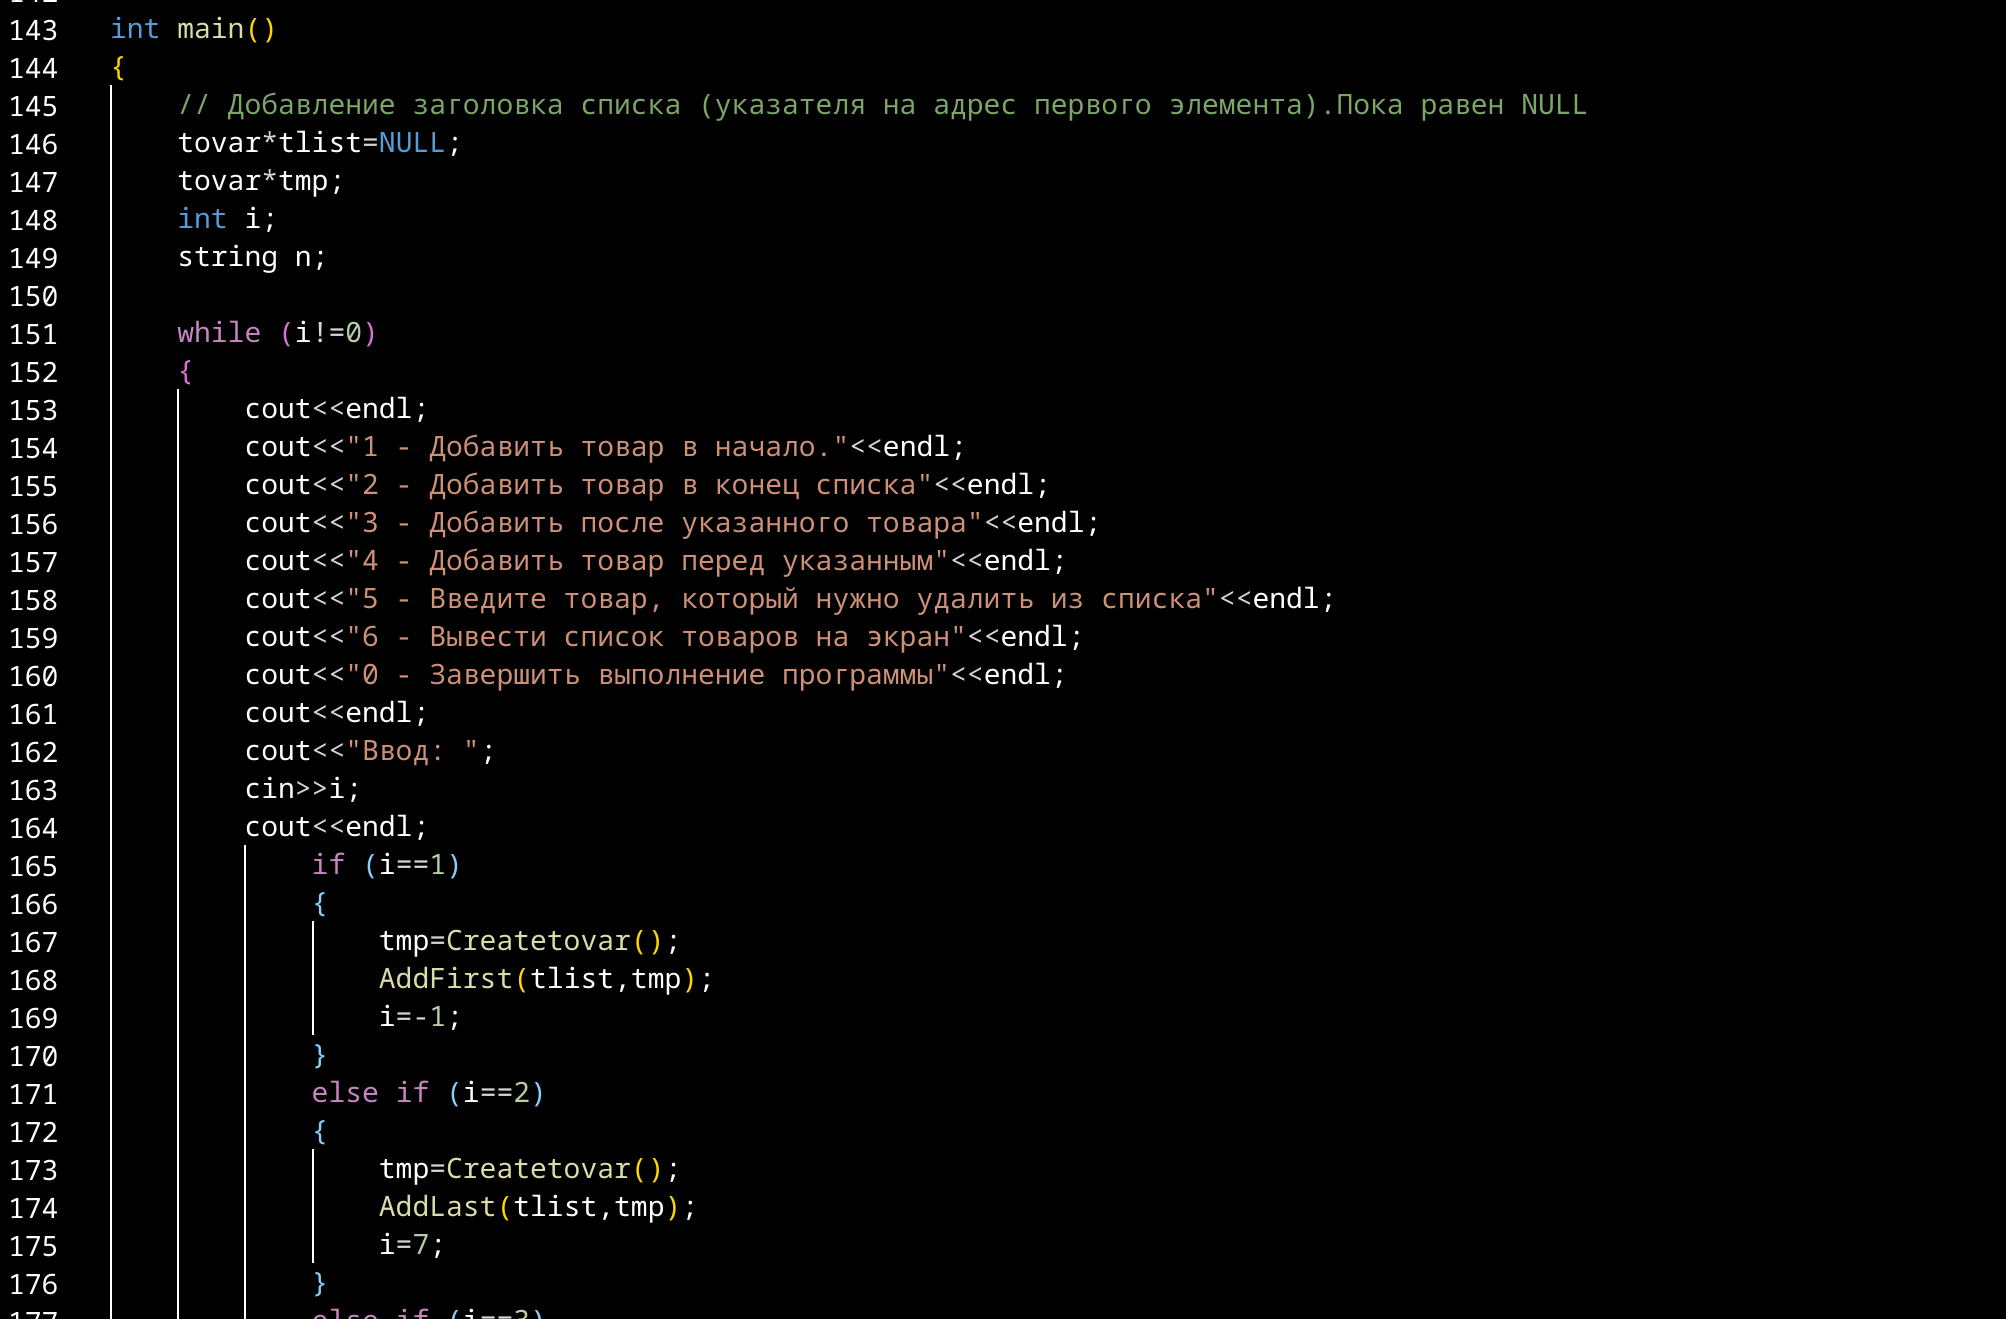 143 int main()
144 {
145 // Добавление заголовка списка (указателя на адрес первого элемента).Пока равен NULL
146 tovar*tlist=NULL;
147 tovar*tmp;
148 int i;
149 string n;
150
151 while (i!=0)
152 {
153 cout<<endl;
154 cout<<"1 - Добавить товар в начало."<<endl;
155 cout<<"2 - Добавить товар в конец списка"<<endl;
156 cout<<"3 - Добавить после указанного товара"<<endl;
157 cout<<"4 - Добавить товар перед указанным"<<endl;
158 cout<<"5 - Введите товар, который нужно удалить из списка"<<endl;
159 cout<<"6 - Вывести список товаров на экран"<<endl;
160 cout<<"0 - Завершить выполнение программы"<<endl;
161 cout<<endl;
162 cout<<"Ввод: ";
163 cin>>i;
164 cout<<endl;
165 if (i==1)
166 {
167 tmp=Createtovar();
168 AddFirst(tlist,tmp);
169 i=-1;
170 }
171 else if (i==2)
172 {
173 tmp=Createtovar();
174 AddLast(tlist,tmp);
175 i=7;
176 }
177 else if (i==3)